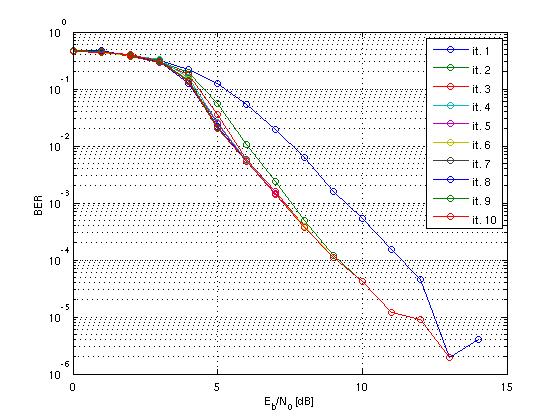 10^0
10^-1
10^-2
10^-3
10^-4
10^-5
10^-6
BER
0
5
10
15
E_b/N_0 [dB]
it. 1
it. 2
it. 3
it. 4
it. 5
it. 6
it. 7
it. 8
it. 9
it. 10